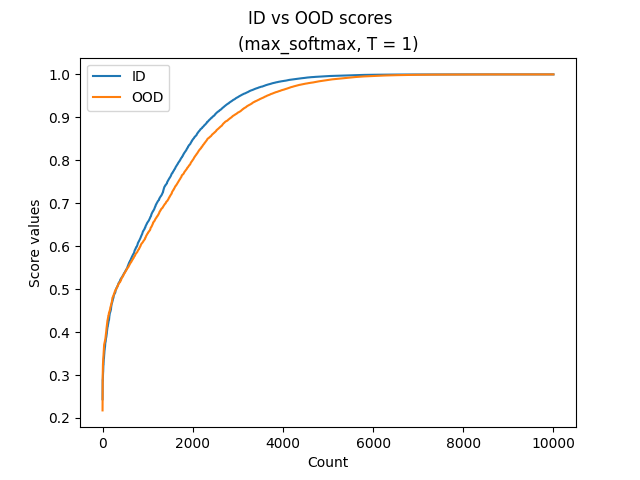 ID vs OOD scores
(max_softmax, T = 1)
ID
OOD
Score values
1.0
0.9
0.8
0.7
0.6
0.5
0.4
0.3
0.2
0
2000
4000
6000
8000
10000
Count